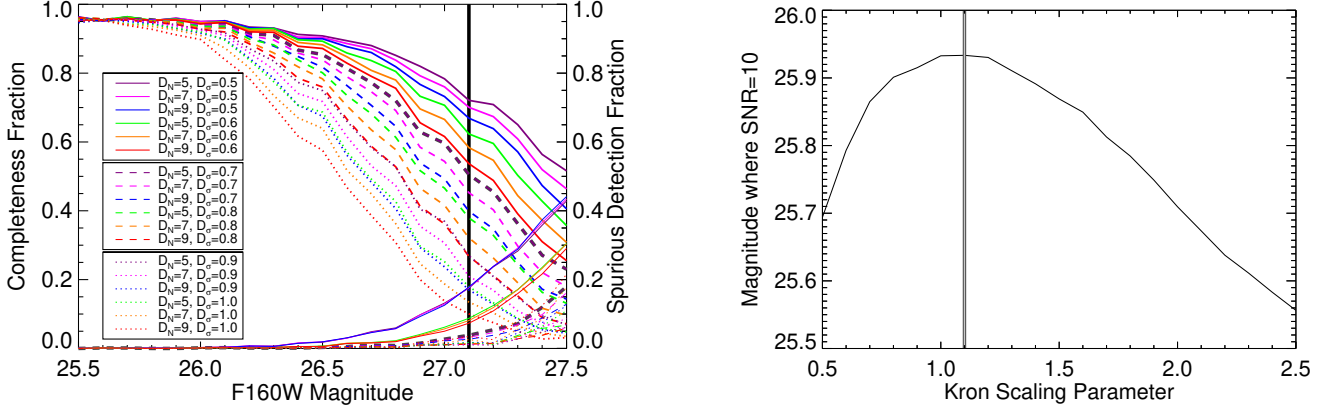 Completeness Fraction
1.0
0.8
0.6
0.4
0.2
0.0
D_N=5, D_σ=0.5
D_N=7, D_σ=0.5
D_N=9, D_σ=0.5
D_N=5, D_σ=0.6
D_N=7, D_σ=0.6
D_N=9, D_σ=0.6
D_N=5, D_σ=0.7
D_N=7, D_σ=0.7
D_N=9, D_σ=0.7
D_N=5, D_σ=0.8
D_N=7, D_σ=0.8
D_N=9, D_σ=0.8
D_N=5, D_σ=0.9
D_N=7, D_σ=0.9
D_N=9, D_σ=0.9
D_N=5, D_σ=1.0
D_N=7, D_σ=1.0
D_N=9, D_σ=1.0
1.0
0.8
0.6
0.4
0.2
0.0
Spurious Detection Fraction
25.5 26.0 26.5 27.0 27.5
F160W Magnitude
Magnitude where SNR=10
26.0
25.9
25.8
25.7
25.6
25.5
0.5 1.0 1.5 2.0 2.5
Kron Scaling Parameter